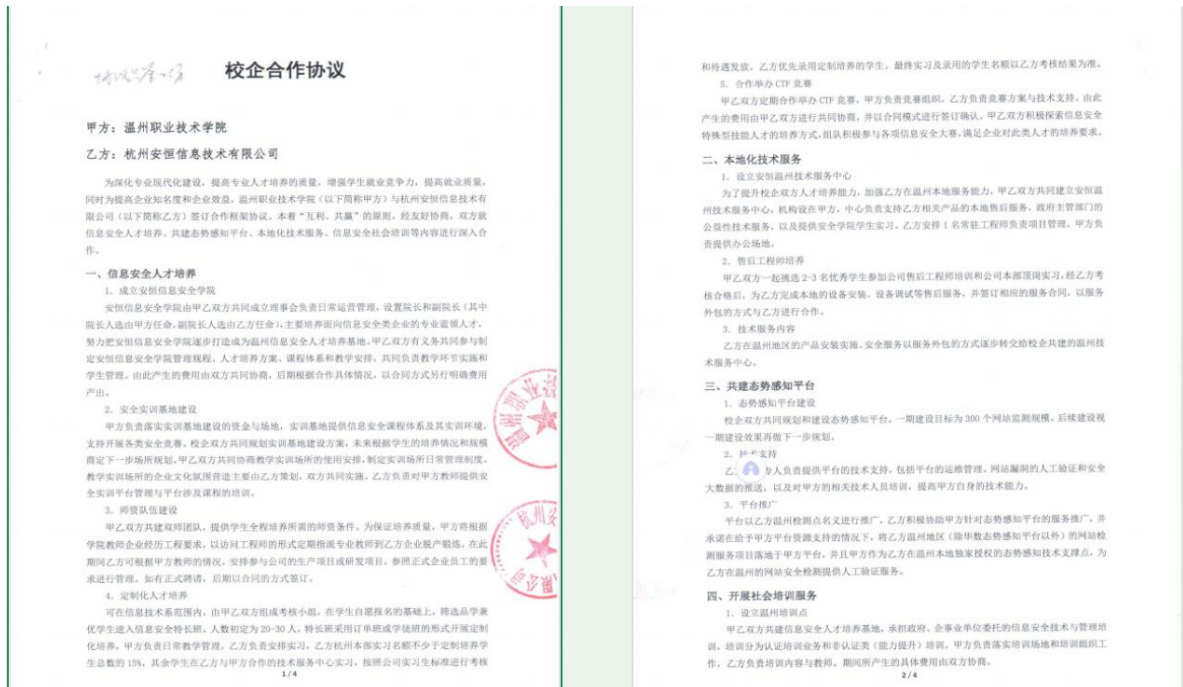 校企合作协议
甲方：温州职业技术学院
乙方：杭州安恒信息技术有限公司
为深化专业现代化建设，提高专业人才培养的质量，增强学生就业竞争力，提高就业质量，
同时为提高企业知名度和企业效益，温州职业技术学院（以下简称甲方）与杭州安恒信息技术有
限公司（以下简称乙方）签订合作框架协议。本着“互利、共赢”的原则，经友好协商，双方就
信息安全人才培养、共建态势感知平台、本地化技术服务、信息安全社会培训等内容进行深入合
作。
一、信息安全人才培养
1. 成立安恒信息安全学院
安恒信息安全学院由甲乙双方共同成立理事会负责日常运营管理，设置院长和副院长（其中
院长人选由甲方任命，副院长人选由乙方任命），主要培养面向信息安全类企业的专业蓝领人才，
努力把安恒信息安全学院逐步打造成为温州信息安全人才培养基地。甲乙双方有义务共同参与制
定安恒信息安全学院管理规程、人才培养方案、课程体系和教学安排，共同负责教学环节实施和
学生管理。由此产生的费用由双方共同协商，后期根据合作具体情况，以合同方式另行明确费用
产出。
2. 安全实训基地建设
甲方负责落实实训基地建设的资金与场地，实训基地提供信息安全课程体系及其实训环境，
支持开展各类安全竞赛。校企双方共同规划实训基地建设方案，未来根据学生的培养情况和规模
商定下一步场所规划。甲乙双方共同协商教学实训场所的使用安排，制定实训场所日常管理制度，
教学实训场所的企业文化氛围营造主要由乙方策划，双方共同实施。乙方负责对甲方教师提供安
全实训平台管理与平台涉及课程的培训。
3. 师资队伍建设
甲乙双方共建双师团队，提供学生全程培养所需的师资条件。为保证培养质量，甲方将根据
学院教师企业经历工程要求，以访问工程师的形式定期指派专业教师到乙方企业脱产锻炼，在此
期间乙方可根据甲方教师的情况，安排参与公司的生产项目或研发项目，参照正式企业员工的要
求进行管理，如有正式聘请，后期以合同的方式签订。
4. 定制化人才培养
可在信息技术系范围内，由甲乙双方组成考核小组，在学生自愿报名的基础上，筛选品学兼
优学生进入信息安全特长班，人数初定为 20-30 人，特长班采用订单班或学徒班的形式开展定制
化培养，甲方负责日常教学管理，乙方负责安排实习，乙方杭州本部实习名额不少于定制培养学
生总数的 15%，其余学生在乙方与甲方合作的技术服务中心实习，按照公司实习生标准进行考核
1/4
和待遇发放。乙方优先录用定制培养的学生。最终实习及录用的学生名额以乙方考核结果为准。
5. 合作举办 CTF 竞赛
甲乙双方定期合作举办 CTF 竞赛，甲方负责竞赛组织，乙方负责竞赛方案与技术支持，由此
产生的费用由甲乙双方进行共同协商，并以合同模式进行签订确认，甲乙双方积极探索信息安全
特殊型技能人才的培养方式，组队积极参与各项信息安全大赛，满足企业对此类人才的培养要求。
二、本地化技术服务
1. 设立安恒温州技术服务中心
为了提升校企双方人才培养能力，加强乙方在温州本地服务能力，甲乙双方共同建立安恒温
州技术服务中心，机构设在甲方，中心负责支持乙方相关产品的本地售后服务，政府主管部门的
公益性技术服务，以及提供安全学院学生实习。乙方安排 1 名常驻工程师负责项目管理，甲方负
责提供办公场地。
2. 售后工程师培养
甲乙双方一起挑选 2-3 名优秀学生参加公司售后工程师培训和公司本部顶岗实习，经乙方考
核合格后，为乙方完成本地的设备安装、设备调试等售后服务，并签订相应的服务合同，以服务
外包的方式与乙方进行合作。
3. 技术服务内容
乙方在温州地区的产品安装实施、安全服务以服务外包的方式逐步转交给校企共建的温州技
术服务中心。
三、共建态势感知平台
1. 态势感知平台建设
校企双方共同规划和建设态势感知平台，一期建设目标为 300 个网站监测规模，后续建设视
一期建设效果再做下一步规划。
2. 技术支持
乙 人负责提供平台的技术支持，包括平台的运维管理、网站漏洞的人工验证和安全
大数据的推送，以及对甲方的相关技术人员培训，提高甲方自身的技术能力。
3. 平台推广
平台以乙方温州检测点名义进行推广，乙方积极协助甲方针对态势感知平台的服务推广，并
承诺在给予甲方平台资源支持的情况下，将乙方温州地区（除华数态势感知平台以外）的网站检
测服务项目落地于甲方平台，并且甲方作为乙方在温州本地独家授权的态势感知技术支撑点，为
乙方在温州的网站安全检测提供人工验证服务。
四、开展社会培训服务
1. 设立温州培训点
甲乙双方共建信息安全人才培养基地，承担政府、企事业单位委托的信息安全技术与管理培
训，培训分为认证培训业务和非认证类（能力提升）培训。甲方负责落实培训场地和培训组织工
作，乙方负责培训内容与教师。期间所产生的具体费用由双方协商。
2/4